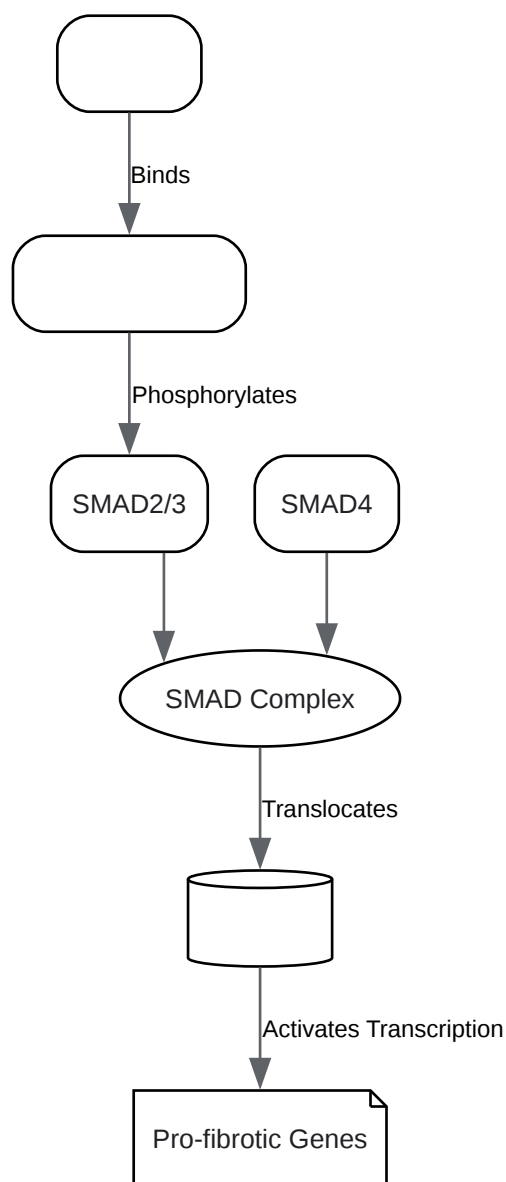 Binds
Phosphorylates
SMAD2/3
SMAD4
SMAD Complex
Translocates
Activates Transcription
Pro-fibrotic Genes